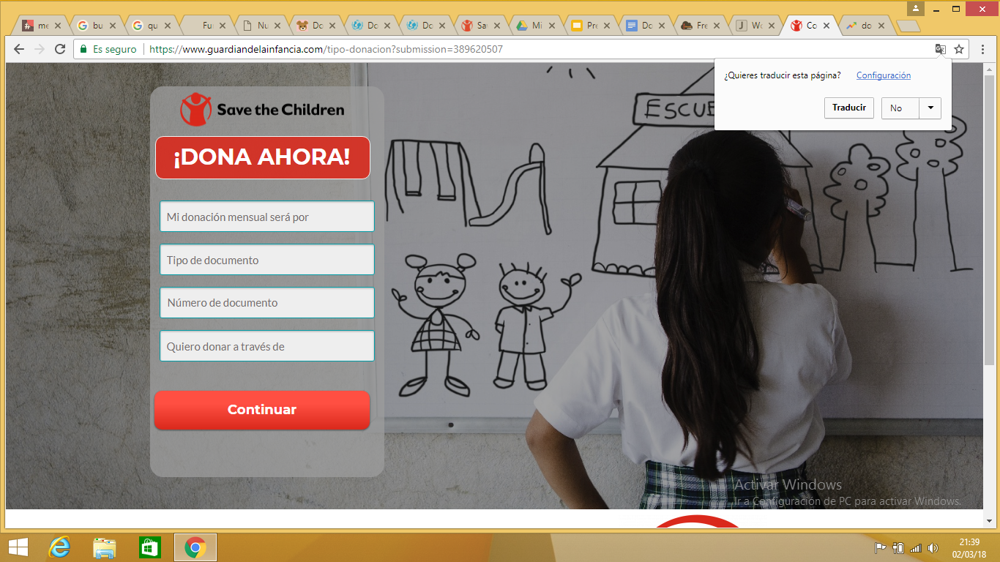 me
bu
qu
Fu
Nu
Do
Do
Do
Sa
Mi
Pre
Do
Fre
Wo
Co
do
Es seguro
https://www.guardiandelainfancia.com/tipo-donacion?submission=389620507
¿Quieres traducir esta página?
Configuración
Traducir
No
Save the Children
ESCUE
¡DONA AHORA!
Mi donación mensual será por
Tipo de documento
Número de documento
Quiero donar a través de
Continuar
Activar Windows
Ir a Configuración de PC para activar Windows.
21:39
02/03/18